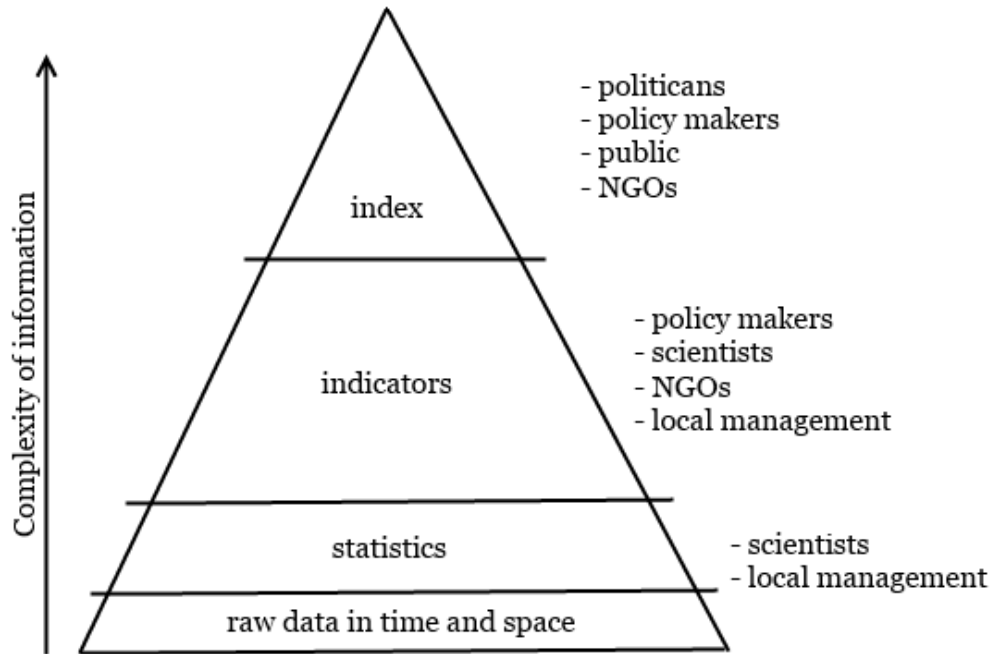 - politicans
- policy makers
- public
- NGOs
index
Complexity of information
- policy makers
- scientists
- NGOs
- local management
indicators
statistics
- scientists
- local management
raw data in time and space